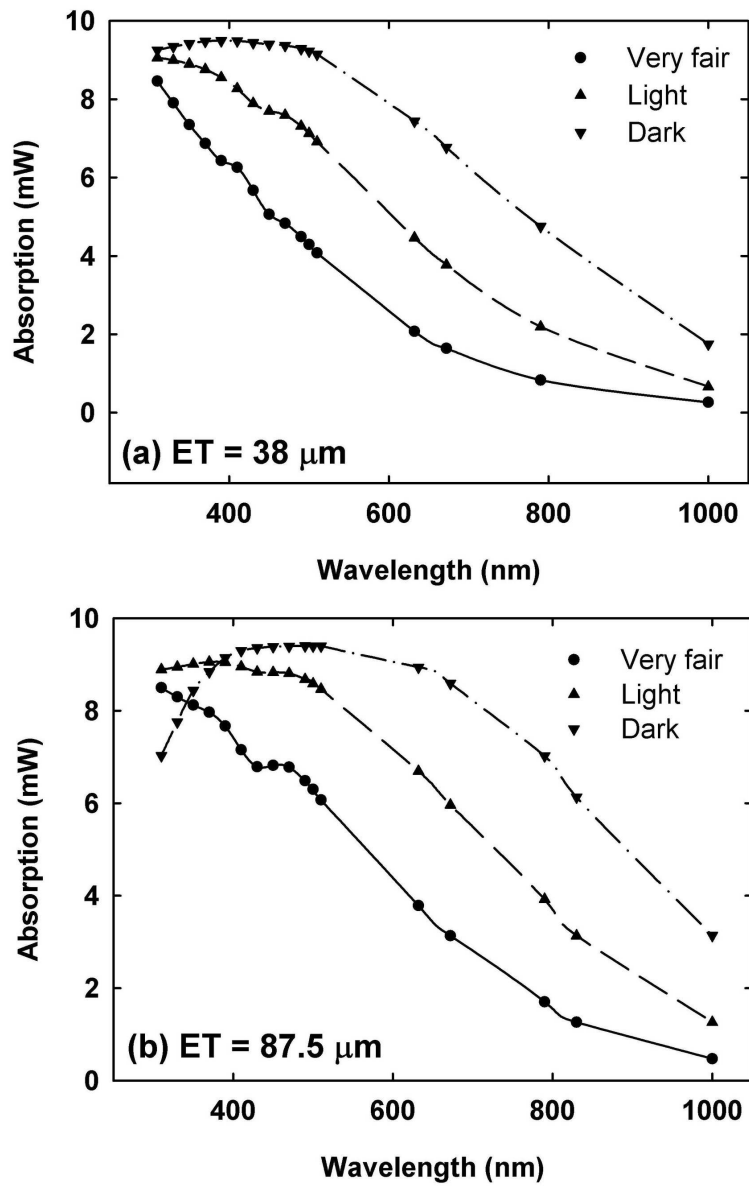 10
8
6
4
2
0
Absorption (mW)
Very fair
Light
Dark
(a) ET = 38 μm
400 600 800 1000
Wavelength (nm)
10
8
6
4
2
0
Absorption (mW)
Very fair
Light
Dark
(b) ET = 87.5 μm
400 600 800 1000
Wavelength (nm)